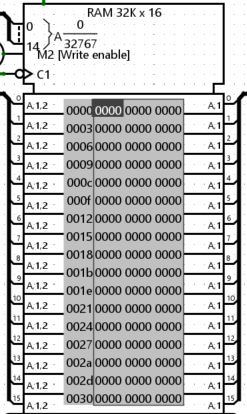 RAM 32K x 16
0
0
A
14
32767
M2 [Write enable]
C1
0 A,1,2 0000 0000 0000 0000 A,1 0
1 A,1,2 0003 0000 0000 0000 A,1 1
2 A,1,2 0006 0000 0000 0000 A,1 2
3 A,1,2 0009 0000 0000 0000 A,1 3
4 A,1,2 000c 0000 0000 0000 A,1 4
5 A,1,2 000f 0000 0000 0000 A,1 5
6 A,1,2 0012 0000 0000 0000 A,1 6
7 A,1,2 0015 0000 0000 0000 A,1 7
8 A,1,2 0018 0000 0000 0000 A,1 8
9 A,1,2 001b 0000 0000 0000 A,1 9
10 A,1,2 001e 0000 0000 0000 A,1 10
11 A,1,2 0021 0000 0000 0000 A,1 11
12 A,1,2 0024 0000 0000 0000 A,1 12
13 A,1,2 0027 0000 0000 0000 A,1 13
14 A,1,2 002a 0000 0000 0000 A,1 14
15 A,1,2 002d 0000 0000 0000 A,1 15
0030 0000 0000 0000